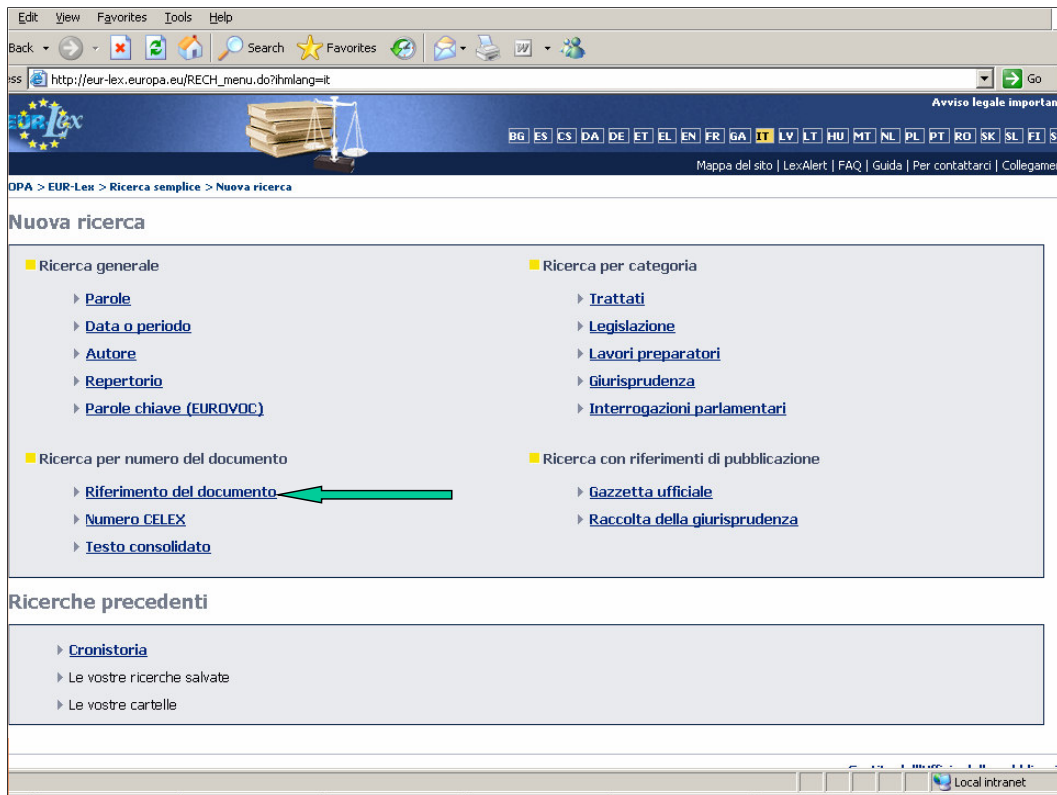 Edit View Favorites Tools Help
Back Search Favorites
ess http://eur-lex.europa.eu/RECH_menu.do?ihmlang=it Go
Avviso legale importan
EUR Lex
BG ES CS DA DE ET EL EN FR GA IT LV LT HU MT NL PL PT RO SK SL FI S
Mappa del sito | LexAlert | FAQ | Guida | Per contattarci | Collegame
OPA > EUR-Lex > Ricerca semplice > Nuova ricerca
Nuova ricerca
Ricerca generale
Parole
Data o periodo
Autore
Repertorio
Parole chiave (EUROVOC)
Ricerca per categoria
Trattati
Legislazione
Lavori preparatori
Giurisprudenza
Interrogazioni parlamentari
Ricerca per numero del documento
Riferimento del documento
Numero CELEX
Testo consolidato
Ricerca con riferimenti di pubblicazione
Gazzetta ufficiale
Raccolta della giurisprudenza
Ricerche precedenti
Cronistoria
Le vostre ricerche salvate
Le vostre cartelle
Local intranet